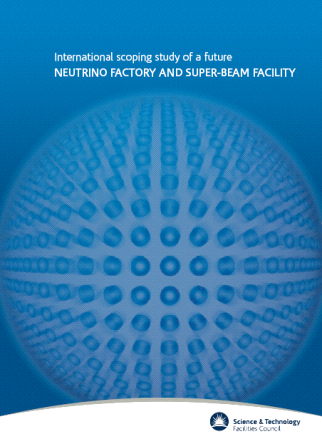 International scoping study of a future
NEUTRINO FACTORY AND SUPER-BEAM FACILITY
Science & Technology
Facilities Council